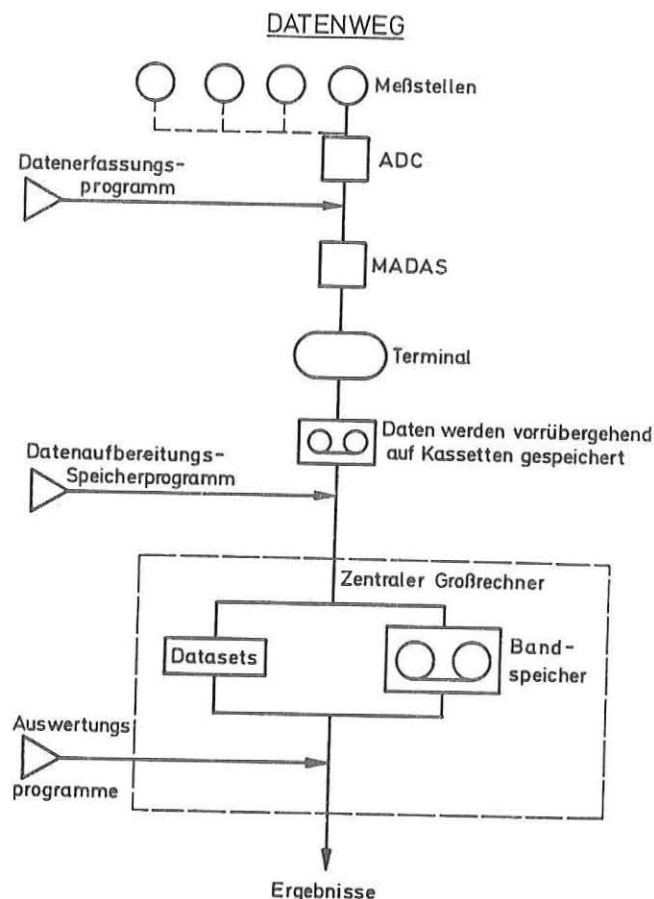 DATENWEG
Meßstellen
ADC
Datenerfassungs-
programm
MADAS
Terminal
Daten werden vorrübergehend
auf Kassetten gespeichert
Datenaufbereitungs-
Speicherprogramm
Zentraler Großrechner
Datasets
Band-
speicher
Auswertungs
programme
Ergebnisse